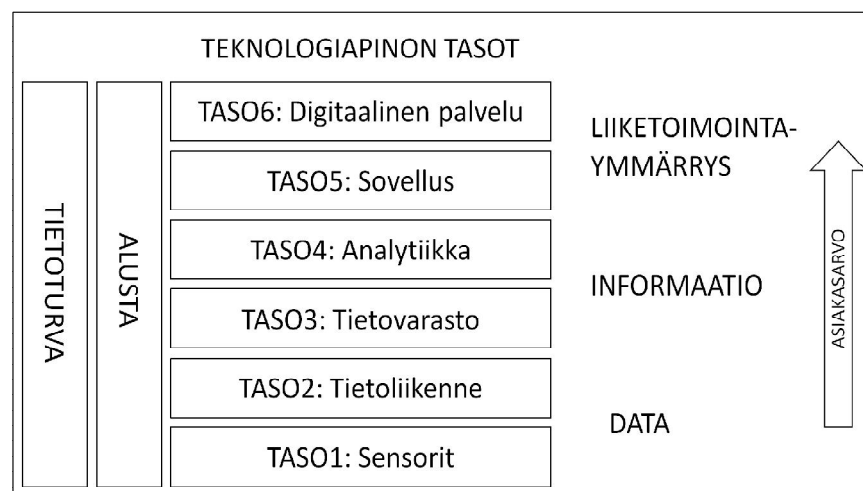 TEKNOLOGIAPINON TASOT
TIETOTURVA
ALUSTA
TASO6: Digitaalinen palvelu
TASO5: Sovellus
TASO4: Analytiikka
TASO3: Tietovarasto
TASO2: Tietoliikenne
TASO1: Sensorit
LIIKETOIMINTA-
YMMÄRRYS
INFORMAATIO
DATA
ASIAKASARVO